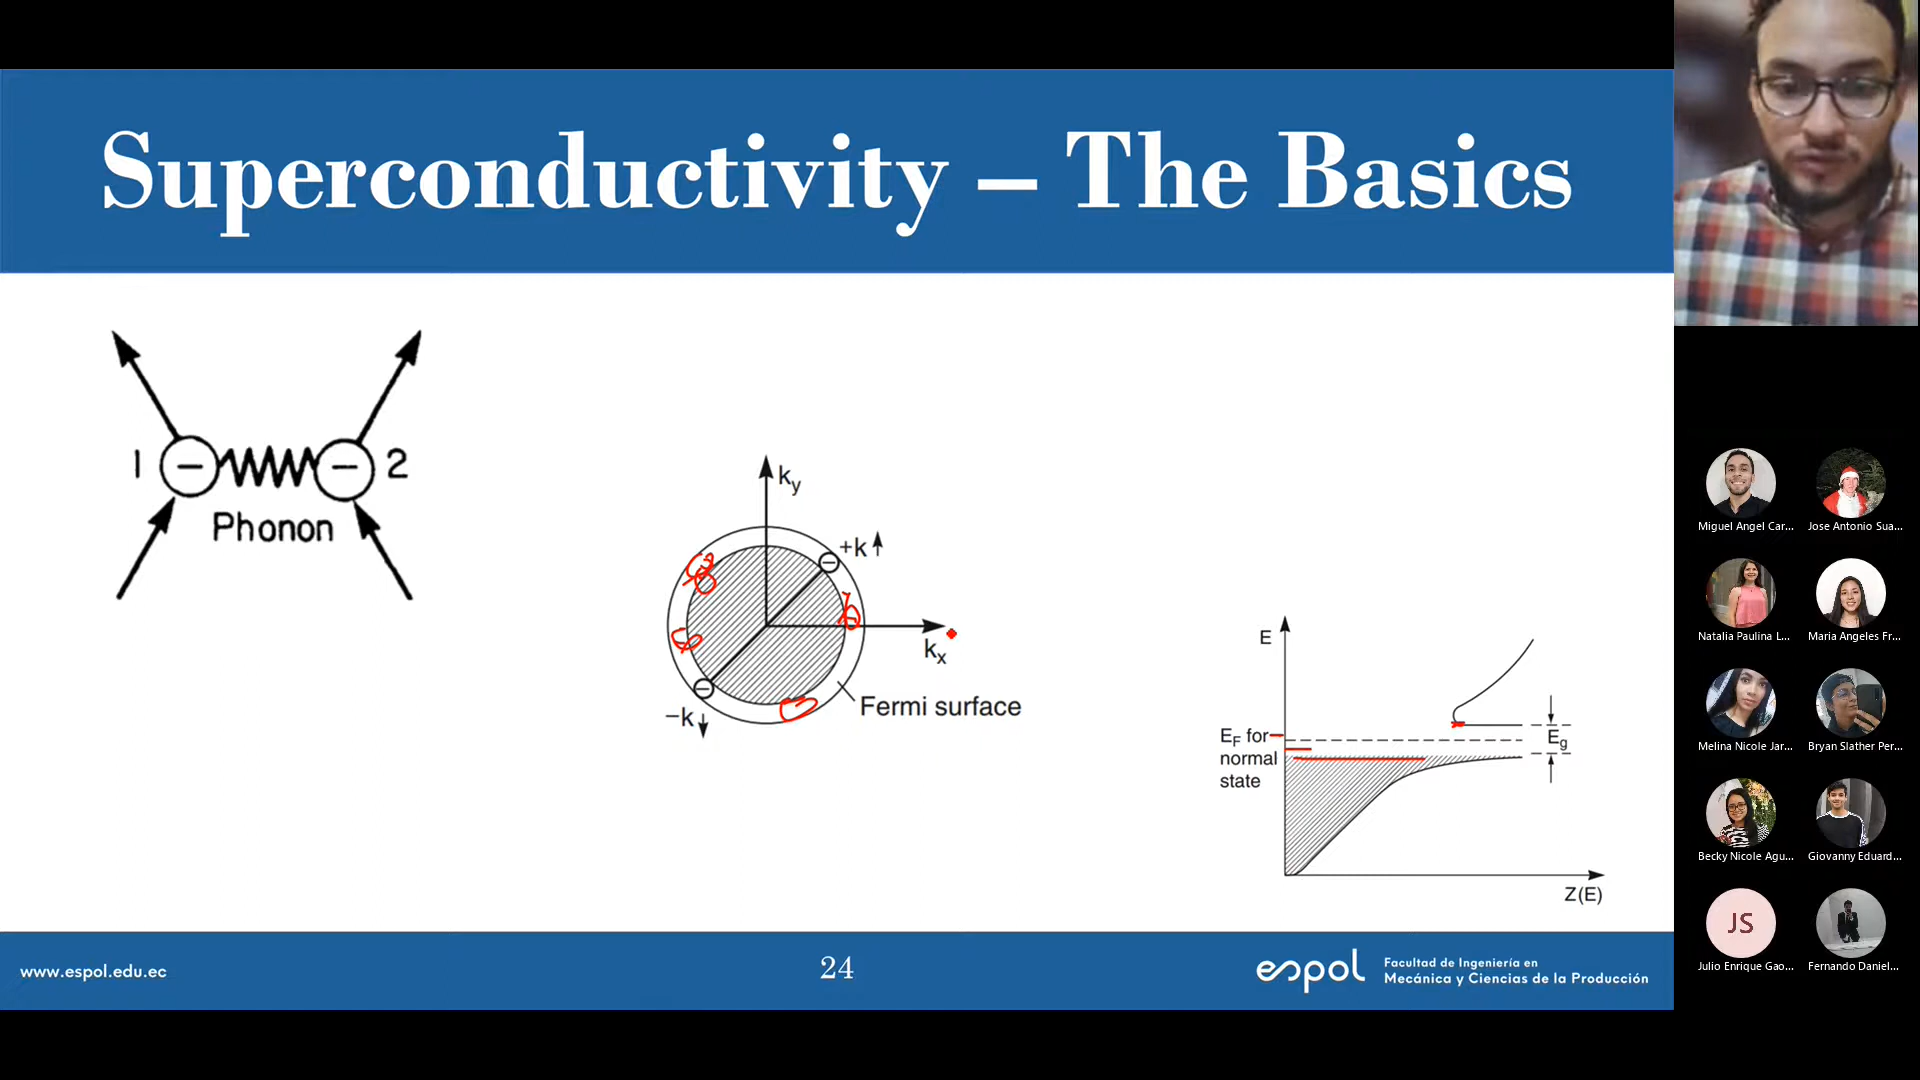 Superconductivity – The Basics
1
2
Phonon
ky
+k
kx
Fermi surface
–k
E
EF for
normal
state
Eg
Z(E)
www.espol.edu.ec
24
espol
Facultad de Ingeniería en
Mecánica y Ciencias de la Producción
Miguel Angel Car...
Jose Antonio Sua...
Natalia Paulina L...
Maria Angeles Fr...
Melina Nicole Jar...
Bryan Slather Per...
Becky Nicole Agu...
Giovanny Eduard...
JS
Julio Enrique Gao...
Fernando Daniel...